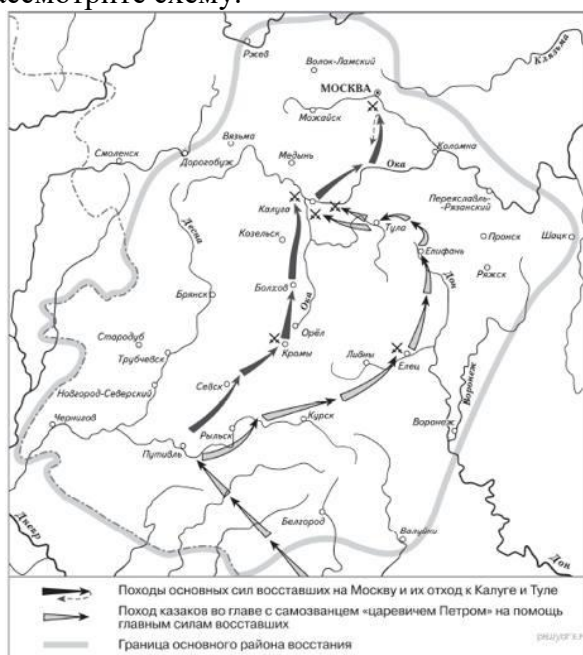 Ржев
Волок-Ламский
Клязьма
МОСКВА
Можайск
Вязьма
Смоленск
Дорогобуж
Медынь
Коломна
Ока
Переяславль-
Рязанский
Калуга
Тула
Десна
Козельск
Пронск
Шацк
Епифань
Ряжск
Дон
Болхов
Ока
Брянск
Орёл
Стародуб
Трубчевск
Кромы
Ливны
Елец
Воронеж
Новгород-Северский
Севск
Чернигов
Рыльск
Курск
Воронеж
Путивль
Белгород
Валуйки
Днепр
Дон
Походы основных сил восставших на Москву и их отход к Калуге и Туле
Поход казаков во главе с самозванцем «царевичем Петром» на помощь
главным силам восставших
Граница основного района восстания